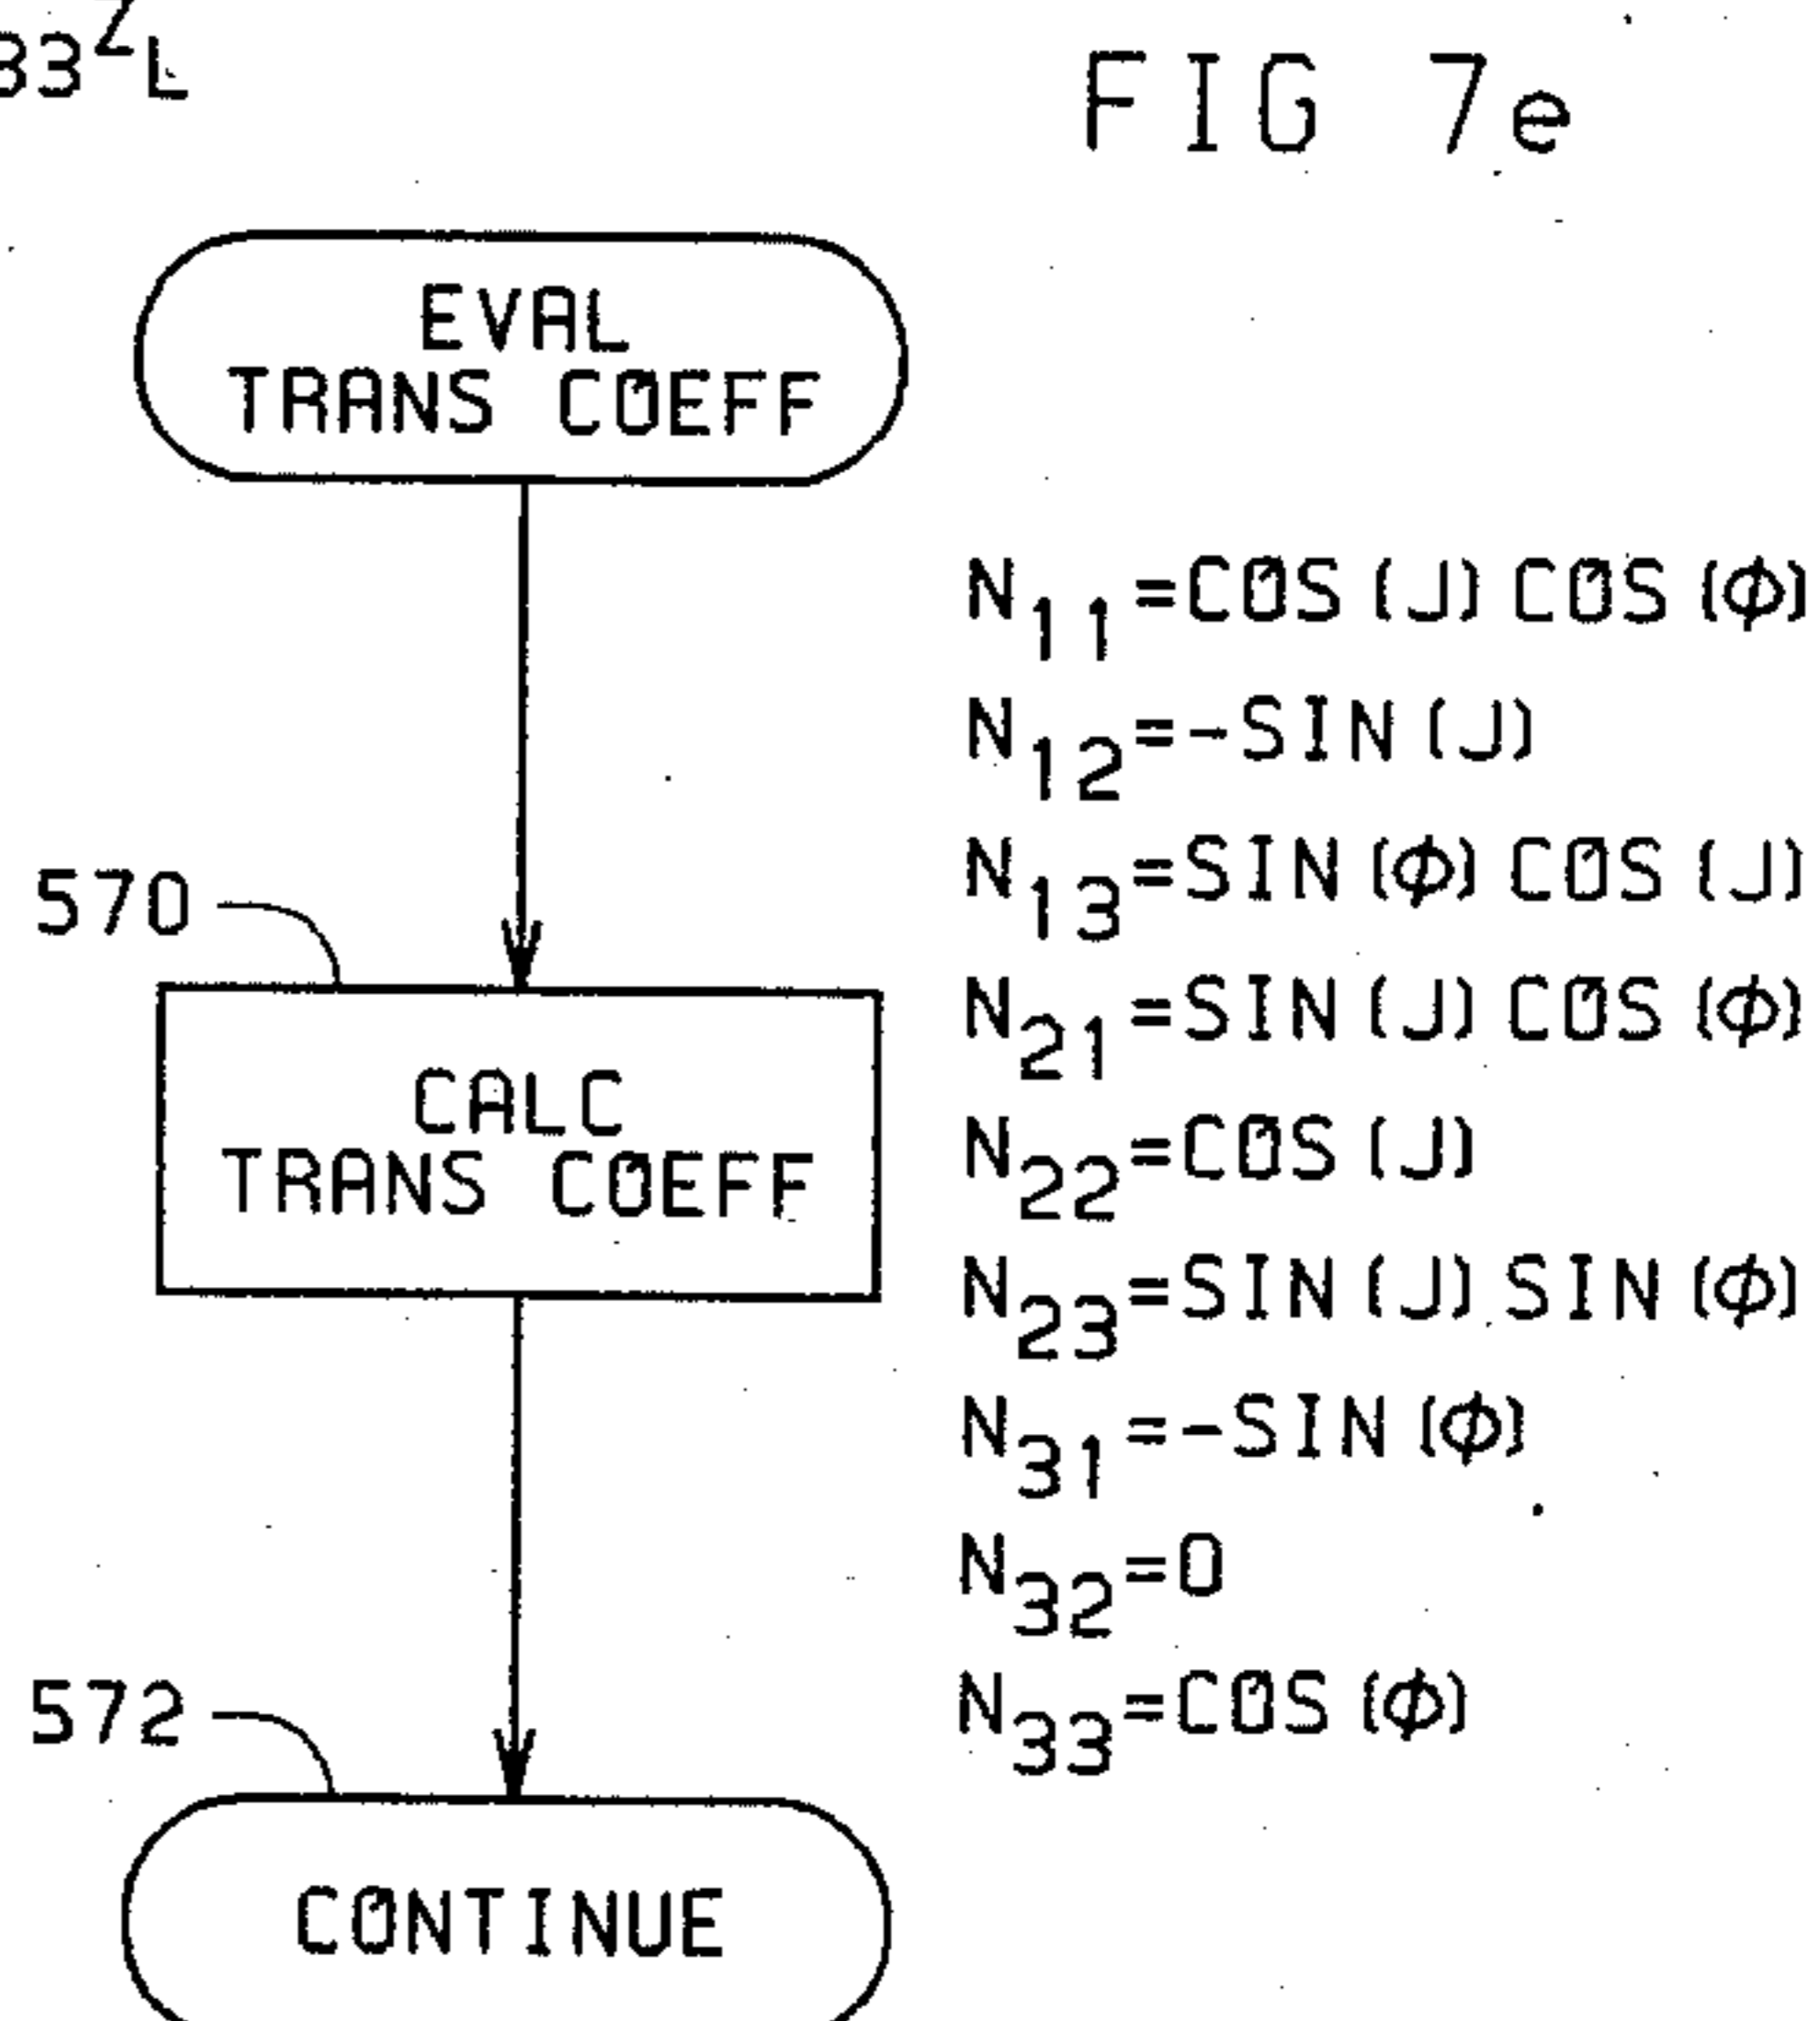 33ZL
FIG 7e
EVAL
TRANS COEFF
N11=COS(J)COS(ϕ)
N12=-SIN(J)
N13=SIN(ϕ)COS(J)
570
N21=SIN(J)COS(ϕ)
CALC
TRANS COEFF
N22=COS(J)
N23=SIN(J)SIN(ϕ)
N31=-SIN(ϕ)
N32=0
N33=COS(ϕ)
572
CONTINUE